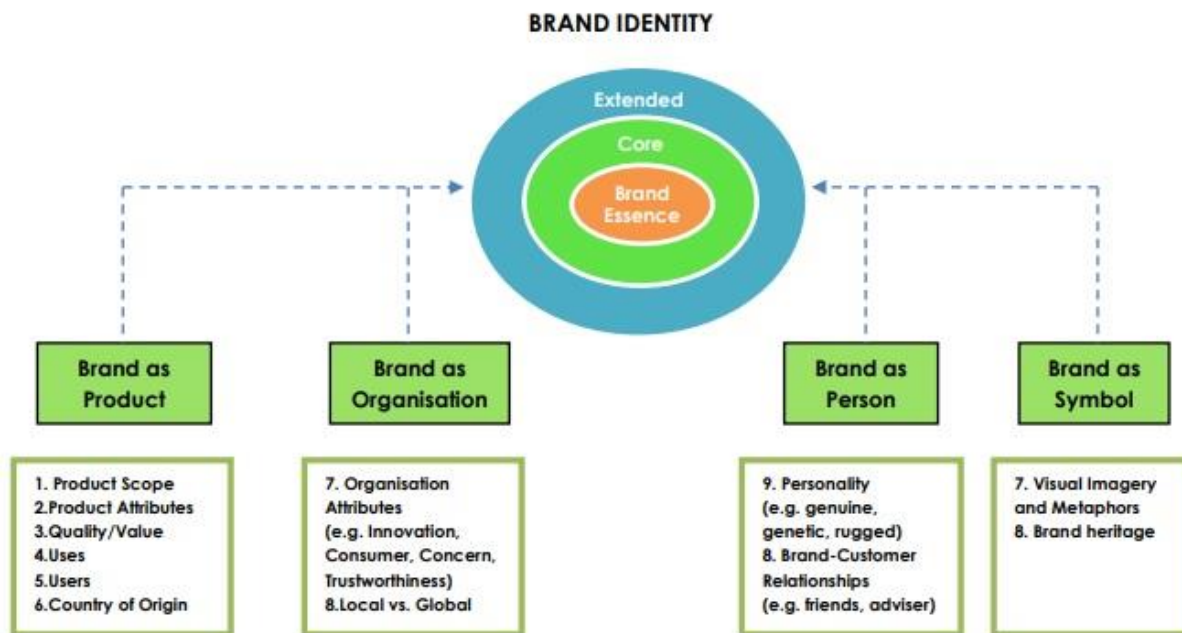 BRAND IDENTITY
Extended
Core
Brand
Essence
Brand as
Product
Brand as
Organisation
Brand as
Person
Brand as
Symbol
1. Product Scope
2.Product Attributes
3.Quality/Value
4.Uses
5.Users
6.Country of Origin
7. Organisation
Attributes
(e.g. Innovation,
Consumer, Concern,
Trustworthiness)
8.Local vs. Global
9. Personality
(e.g. genuine,
genetic, rugged)
8. Brand-Customer
Relationships
(e.g. friends, adviser)
7. Visual Imagery
and Metaphors
8. Brand heritage